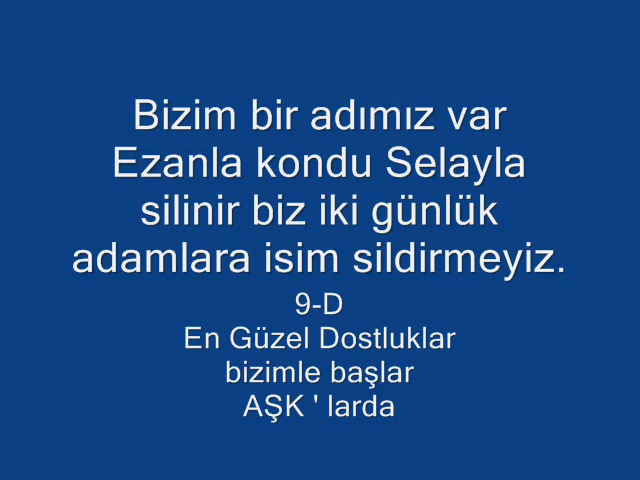 Bizim bir adımız var
Ezanla kondu Selayla
silinir biz iki günlük
adamlara isim sildirmeyiz.
9-D
En Güzel Dostluklar
bizimle başlar
AŞK ' larda